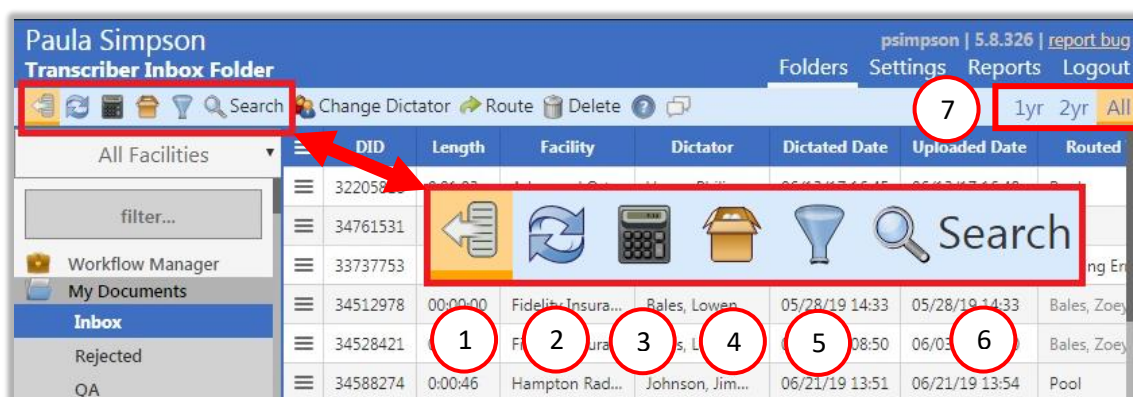 Paula Simpson
psimpson | 5.8.326 | report bug
Transcriber Inbox Folder
Folders Settings Reports Logout
Search Change Dictator Route Delete ? 7 1yr 2yr All
All Facilities
DID Length Facility Dictator Dictated Date Uploaded Date Routed
filter...
34761531
Search
Workflow Manager
33737753
My Documents
34512978 00:00:00 Fidelity Insura... Bales, Lowen 05/28/19 14:33 05/28/19 14:33 Bales, Zoey
Inbox
34528421 1 2 3 4 5 08:50 6 Bales, Zoey
Rejected
34588274 0:00:46 Hampton Rad... Johnson, Jim... 06/21/19 13:51 06/21/19 13:54 Pool
QA